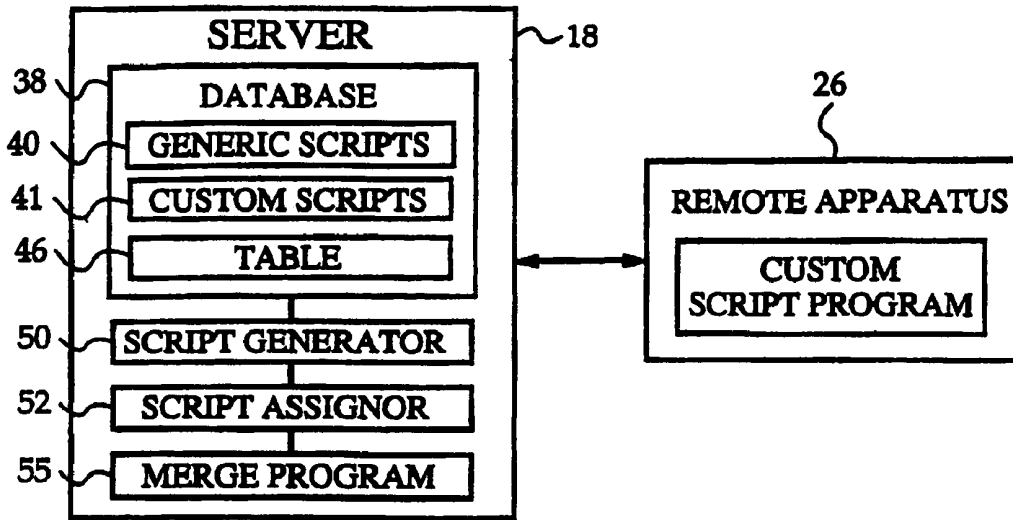 SERVER
18
38
DATABASE
40
GENERIC SCRIPTS
41
CUSTOM SCRIPTS
46
TABLE
50
SCRIPT GENERATOR
52
SCRIPT ASSIGNOR
55
MERGE PROGRAM
26
REMOTE APPARATUS
CUSTOM
SCRIPT PROGRAM